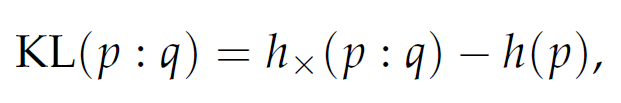 KL(p : q) = h×(p : q) − h(p),